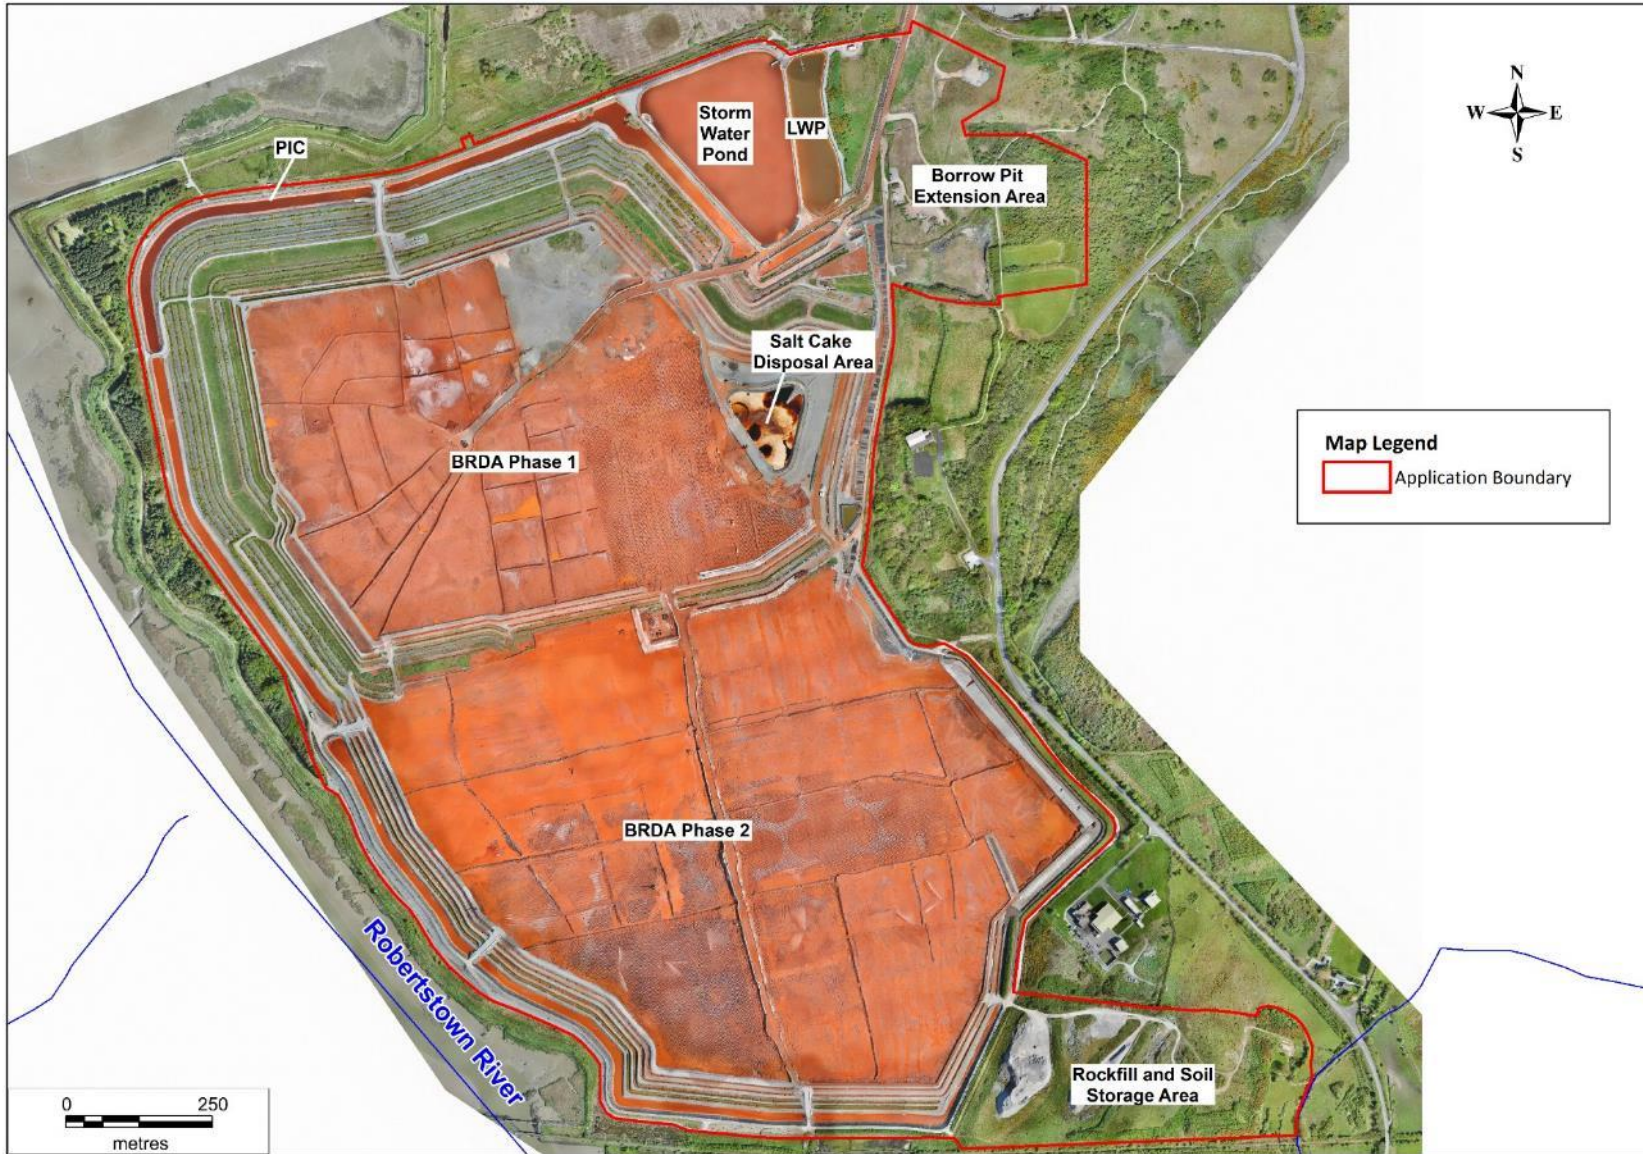 N
W E
S
Storm
Water
Pond
LWP
PIC
Borrow Pit
Extension Area
Salt Cake
Disposal Area
BRDA Phase 1
Map Legend
Application Boundary
BRDA Phase 2
Robertstown River
Rockfill and Soil
Storage Area
0 250
metres